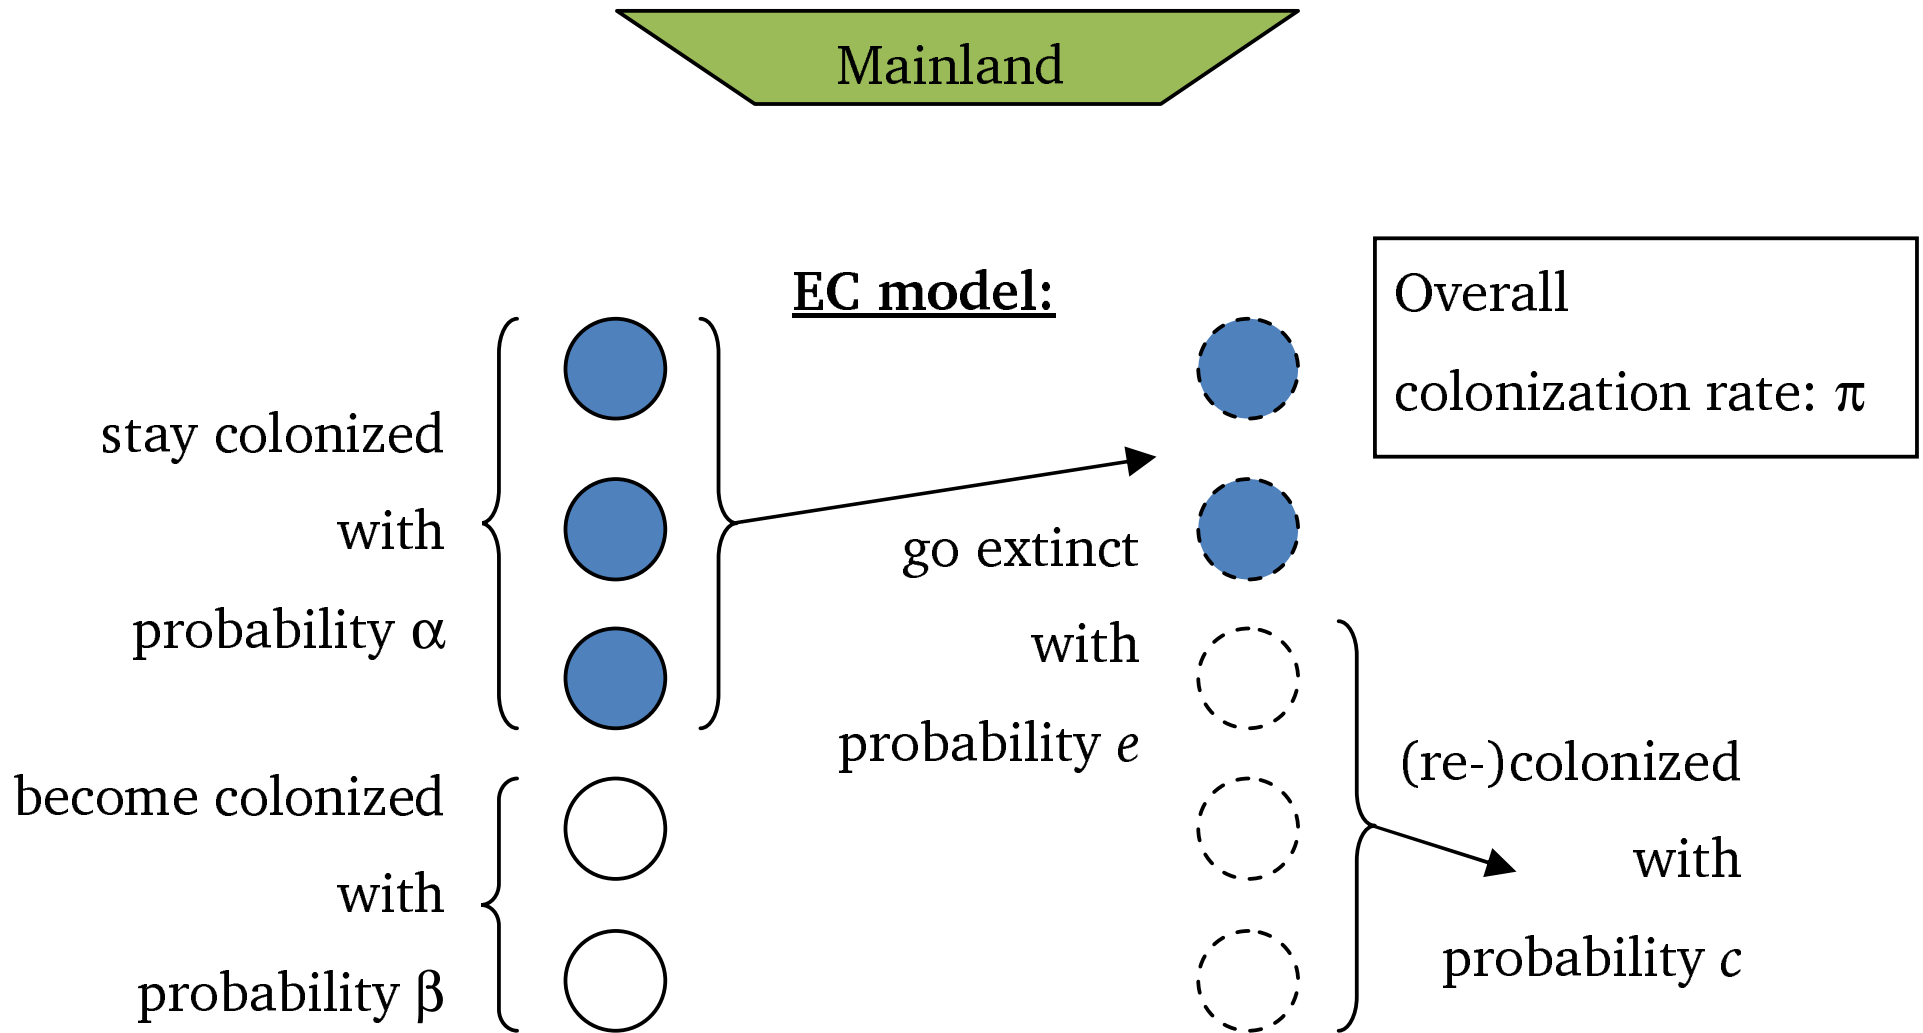 Mainland
EC model:
Overall
colonization rate: π
stay colonized
with
probability α
go extinct
with
probability e
become colonized
with
probability β
(re-)colonized
with
probability c